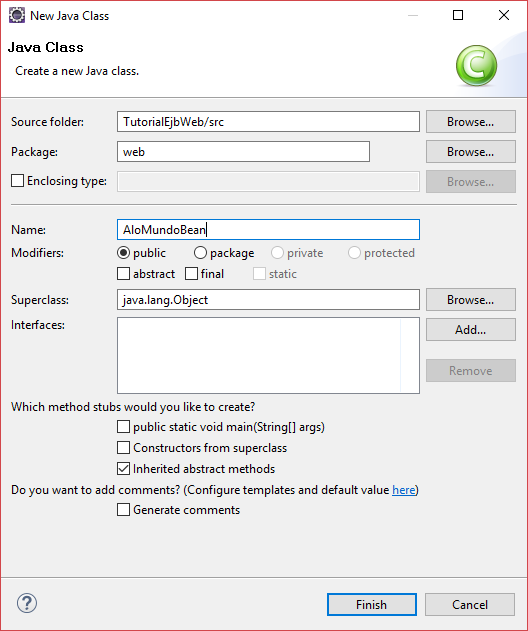 New Java Class
Java Class
Create a new Java class.
C
Source folder: TutorialEjbWeb/src Browse...
Package: web Browse...
Enclosing type: Browse...
Name: AloMundoBean
Modifiers: public package private protected
abstract final static
Superclass: java.lang.Object Browse...
Interfaces: Add...
Remove
Which method stubs would you like to create?
public static void main(String[] args)
Constructors from superclass
Inherited abstract methods
Do you want to add comments? (Configure templates and default value here)
Generate comments
? Finish Cancel